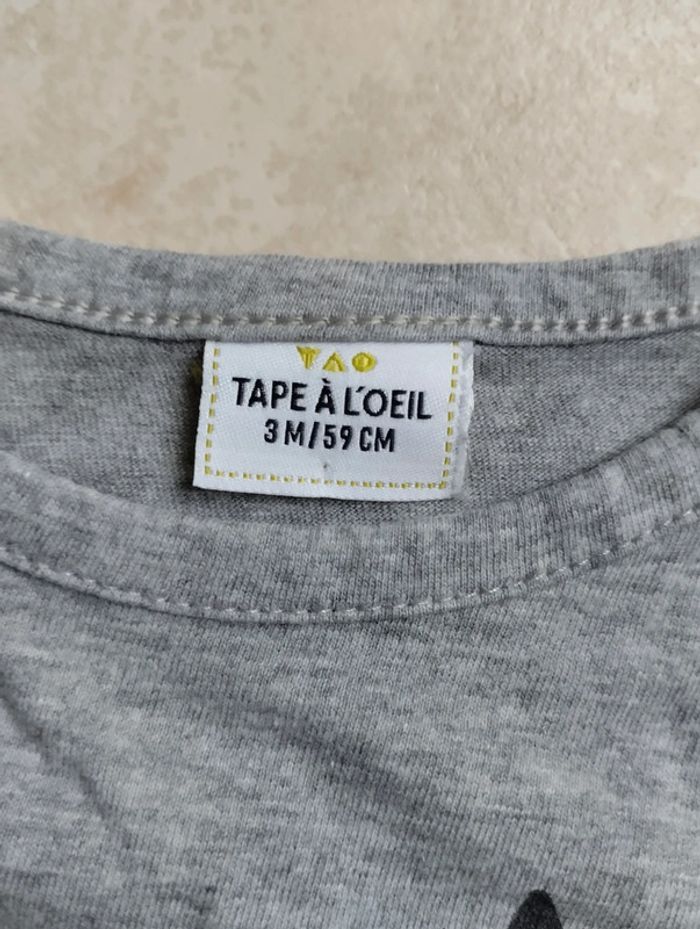 TAO
TAPE À L'OEIL
3 M/59 CM